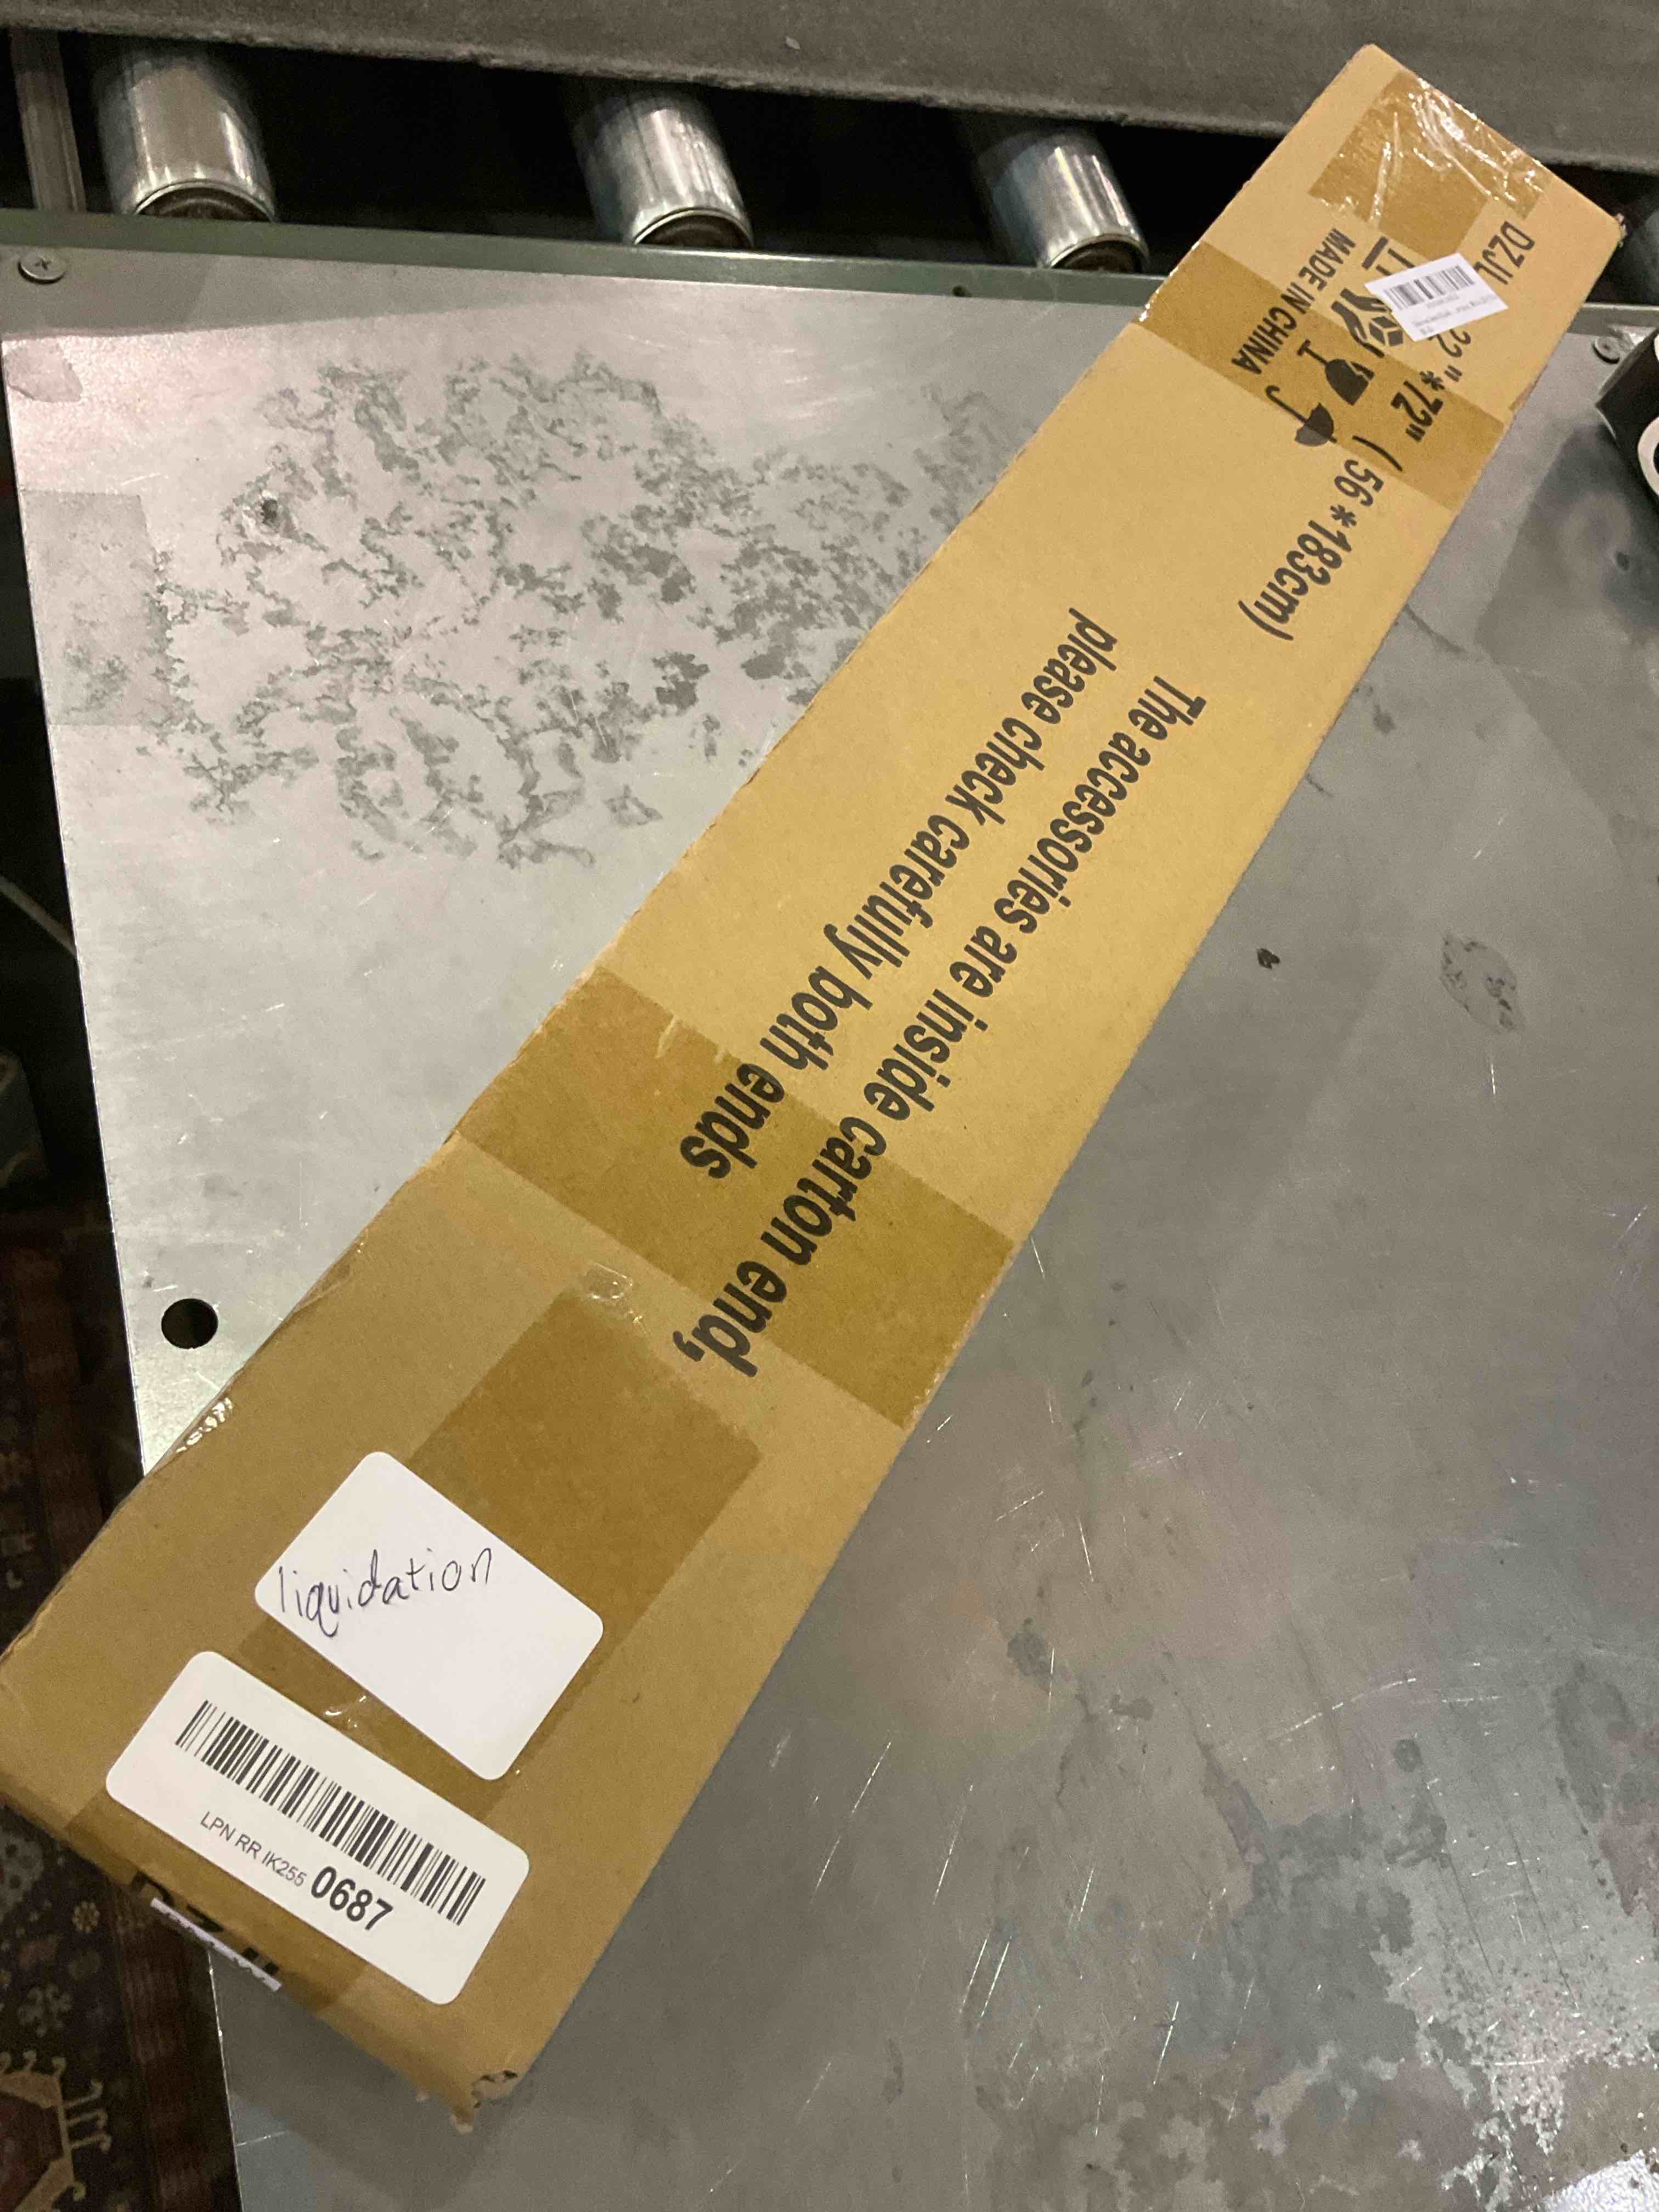 DZJL
22"*72" ( 56*183cm)
MADE IN CHINA
The accessories are inside carton end,
please check carefully both ends
liquidation
LPN RR IK255 0687